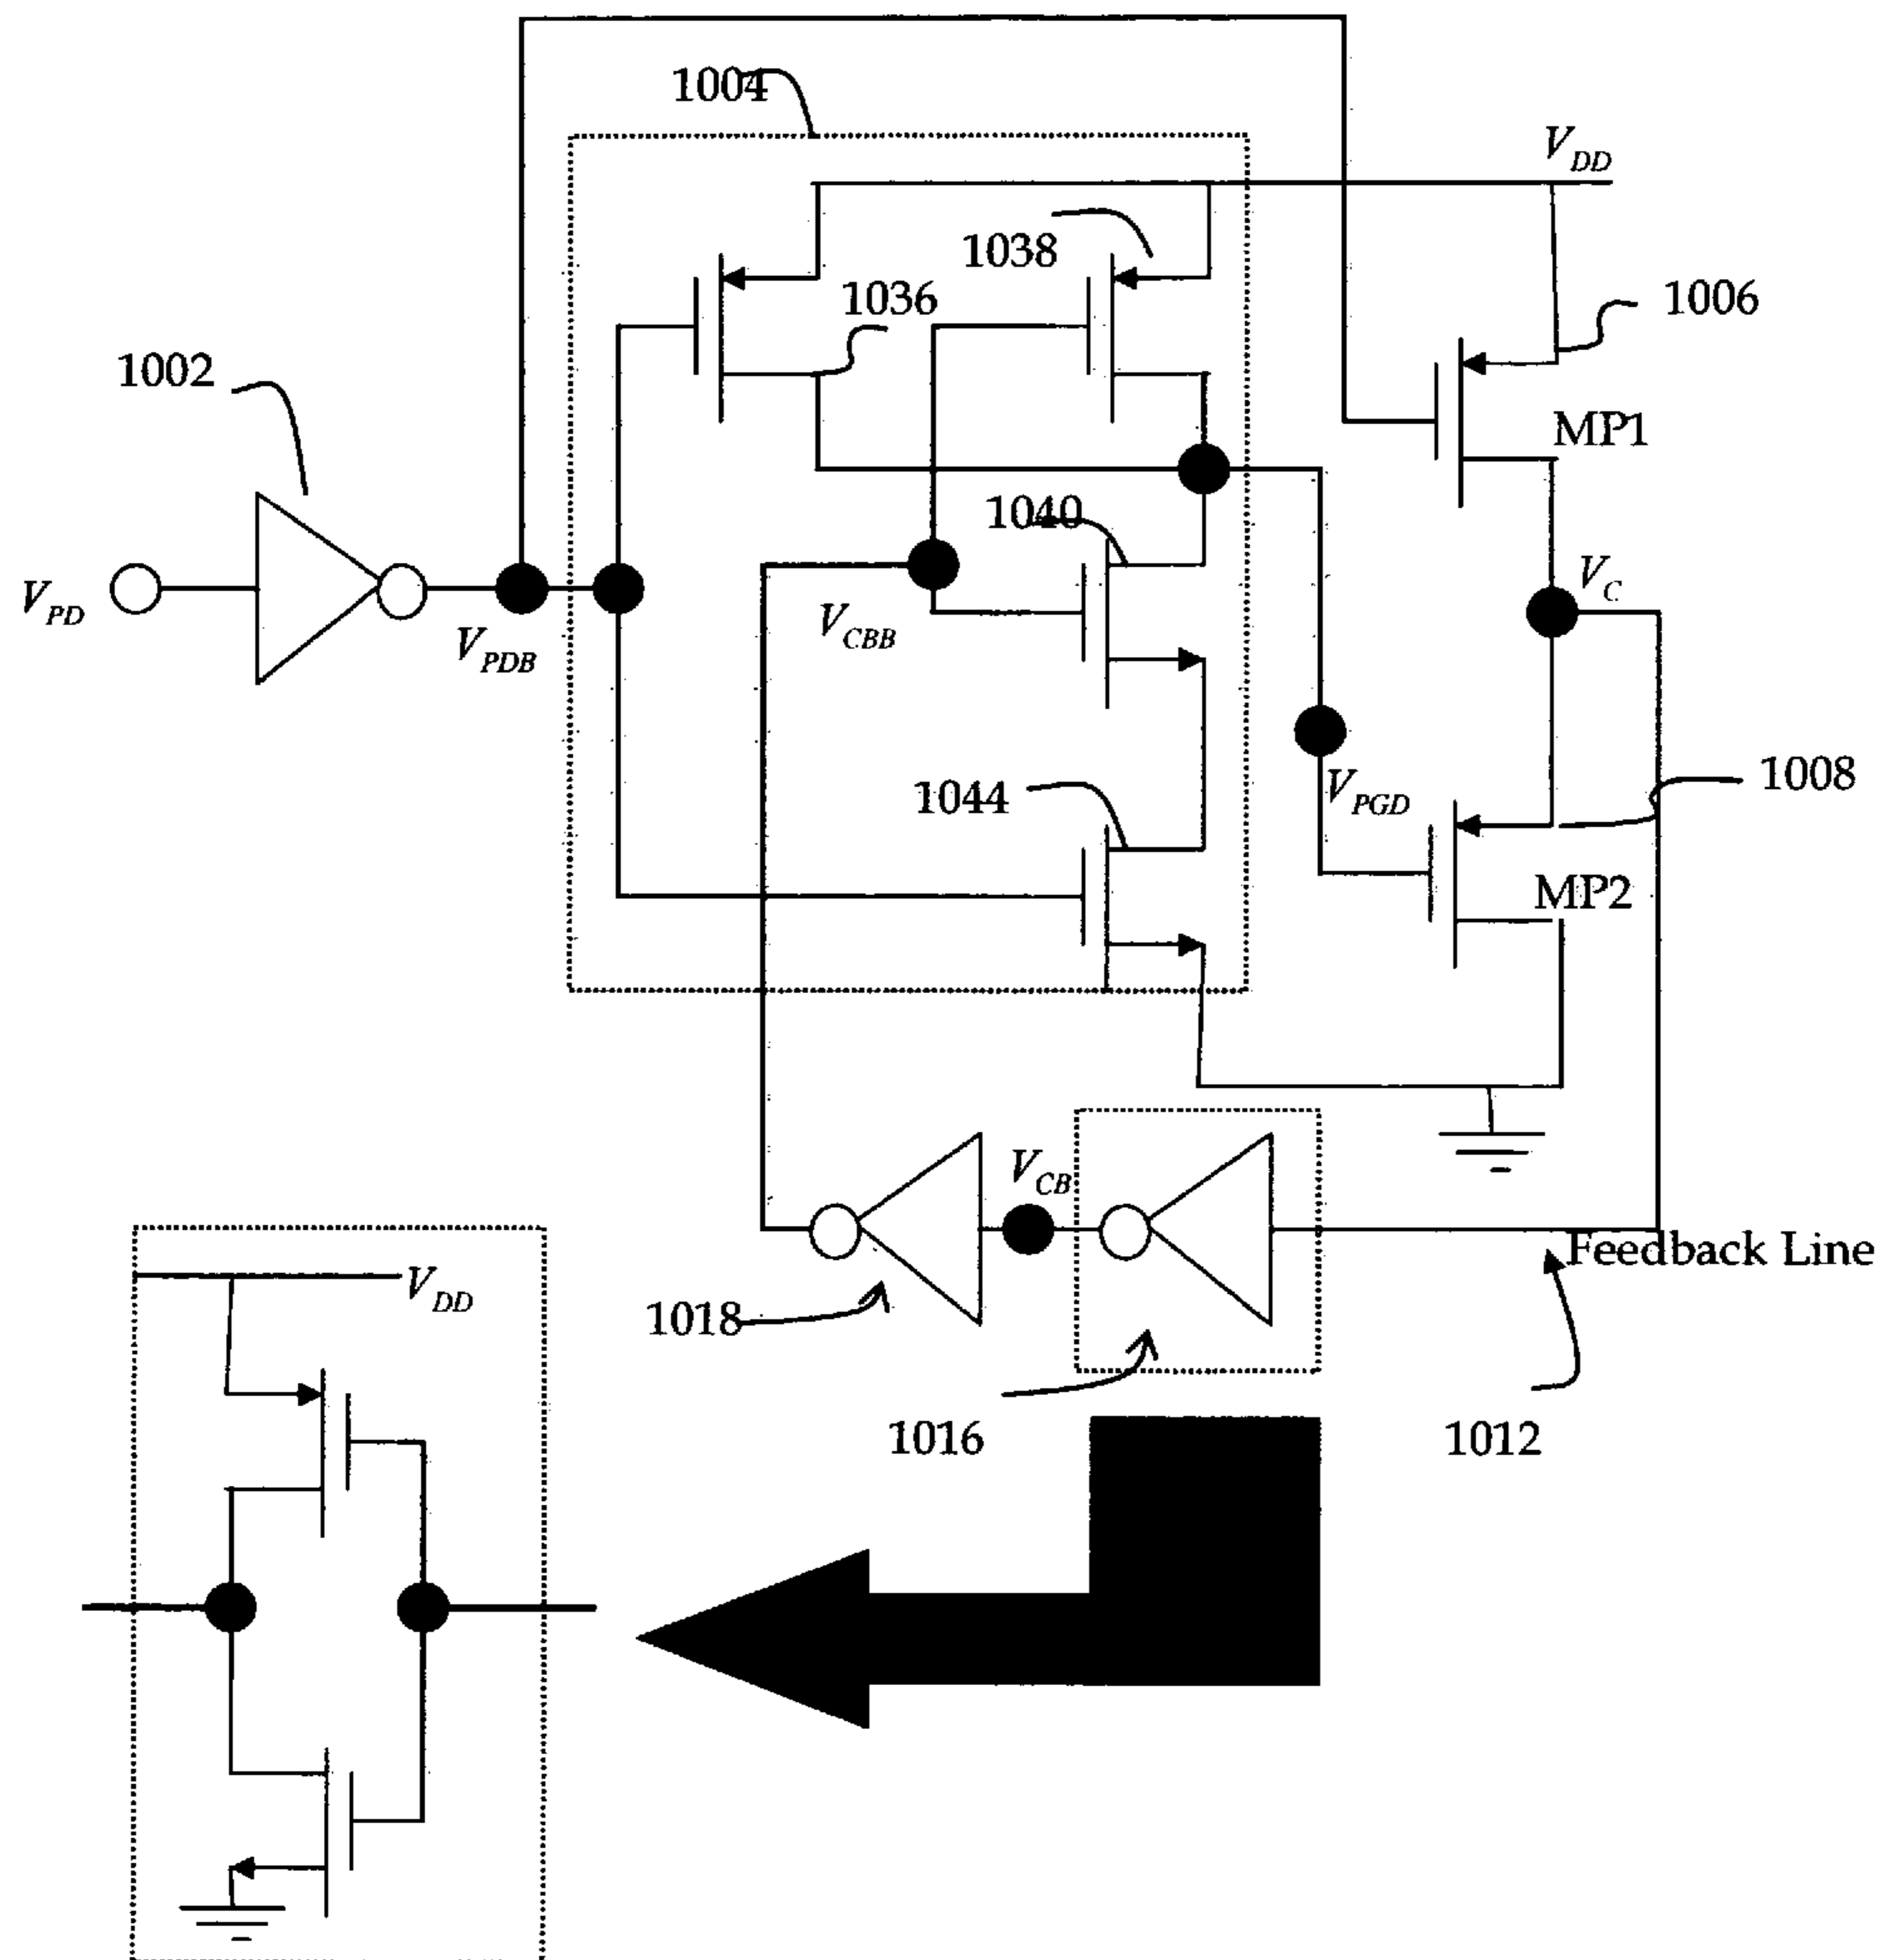 1004
V_DD
1038
1036
1006
1002
MP1
1040
V_C
V_PD
V_CBB
V_PDB
1044
V_PGD
1008
MP2
V_CB
Feedback Line
V_DD
1018
1016
1012